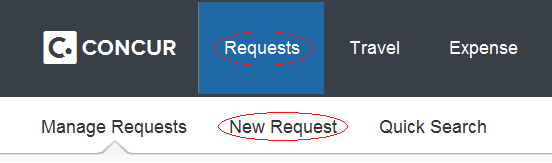 CONCUR Requests Travel Expense
Manage Requests New Request Quick Search